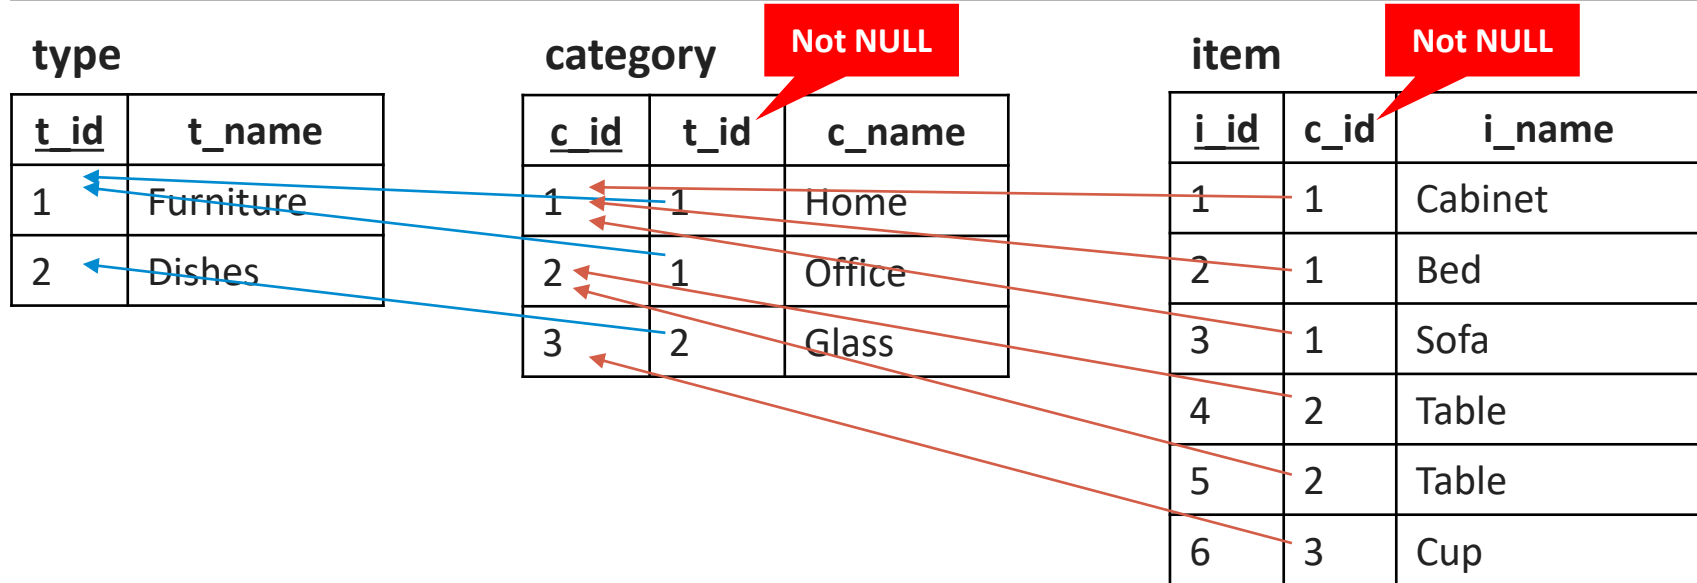 type
t_id t_name
1 Furniture
2 Dishes
category
Not NULL
c_id t_id c_name
1 1 Home
2 1 Office
3 2 Glass
item
Not NULL
i_id c_id i_name
1 1 Cabinet
2 1 Bed
3 1 Sofa
4 2 Table
5 2 Table
6 3 Cup